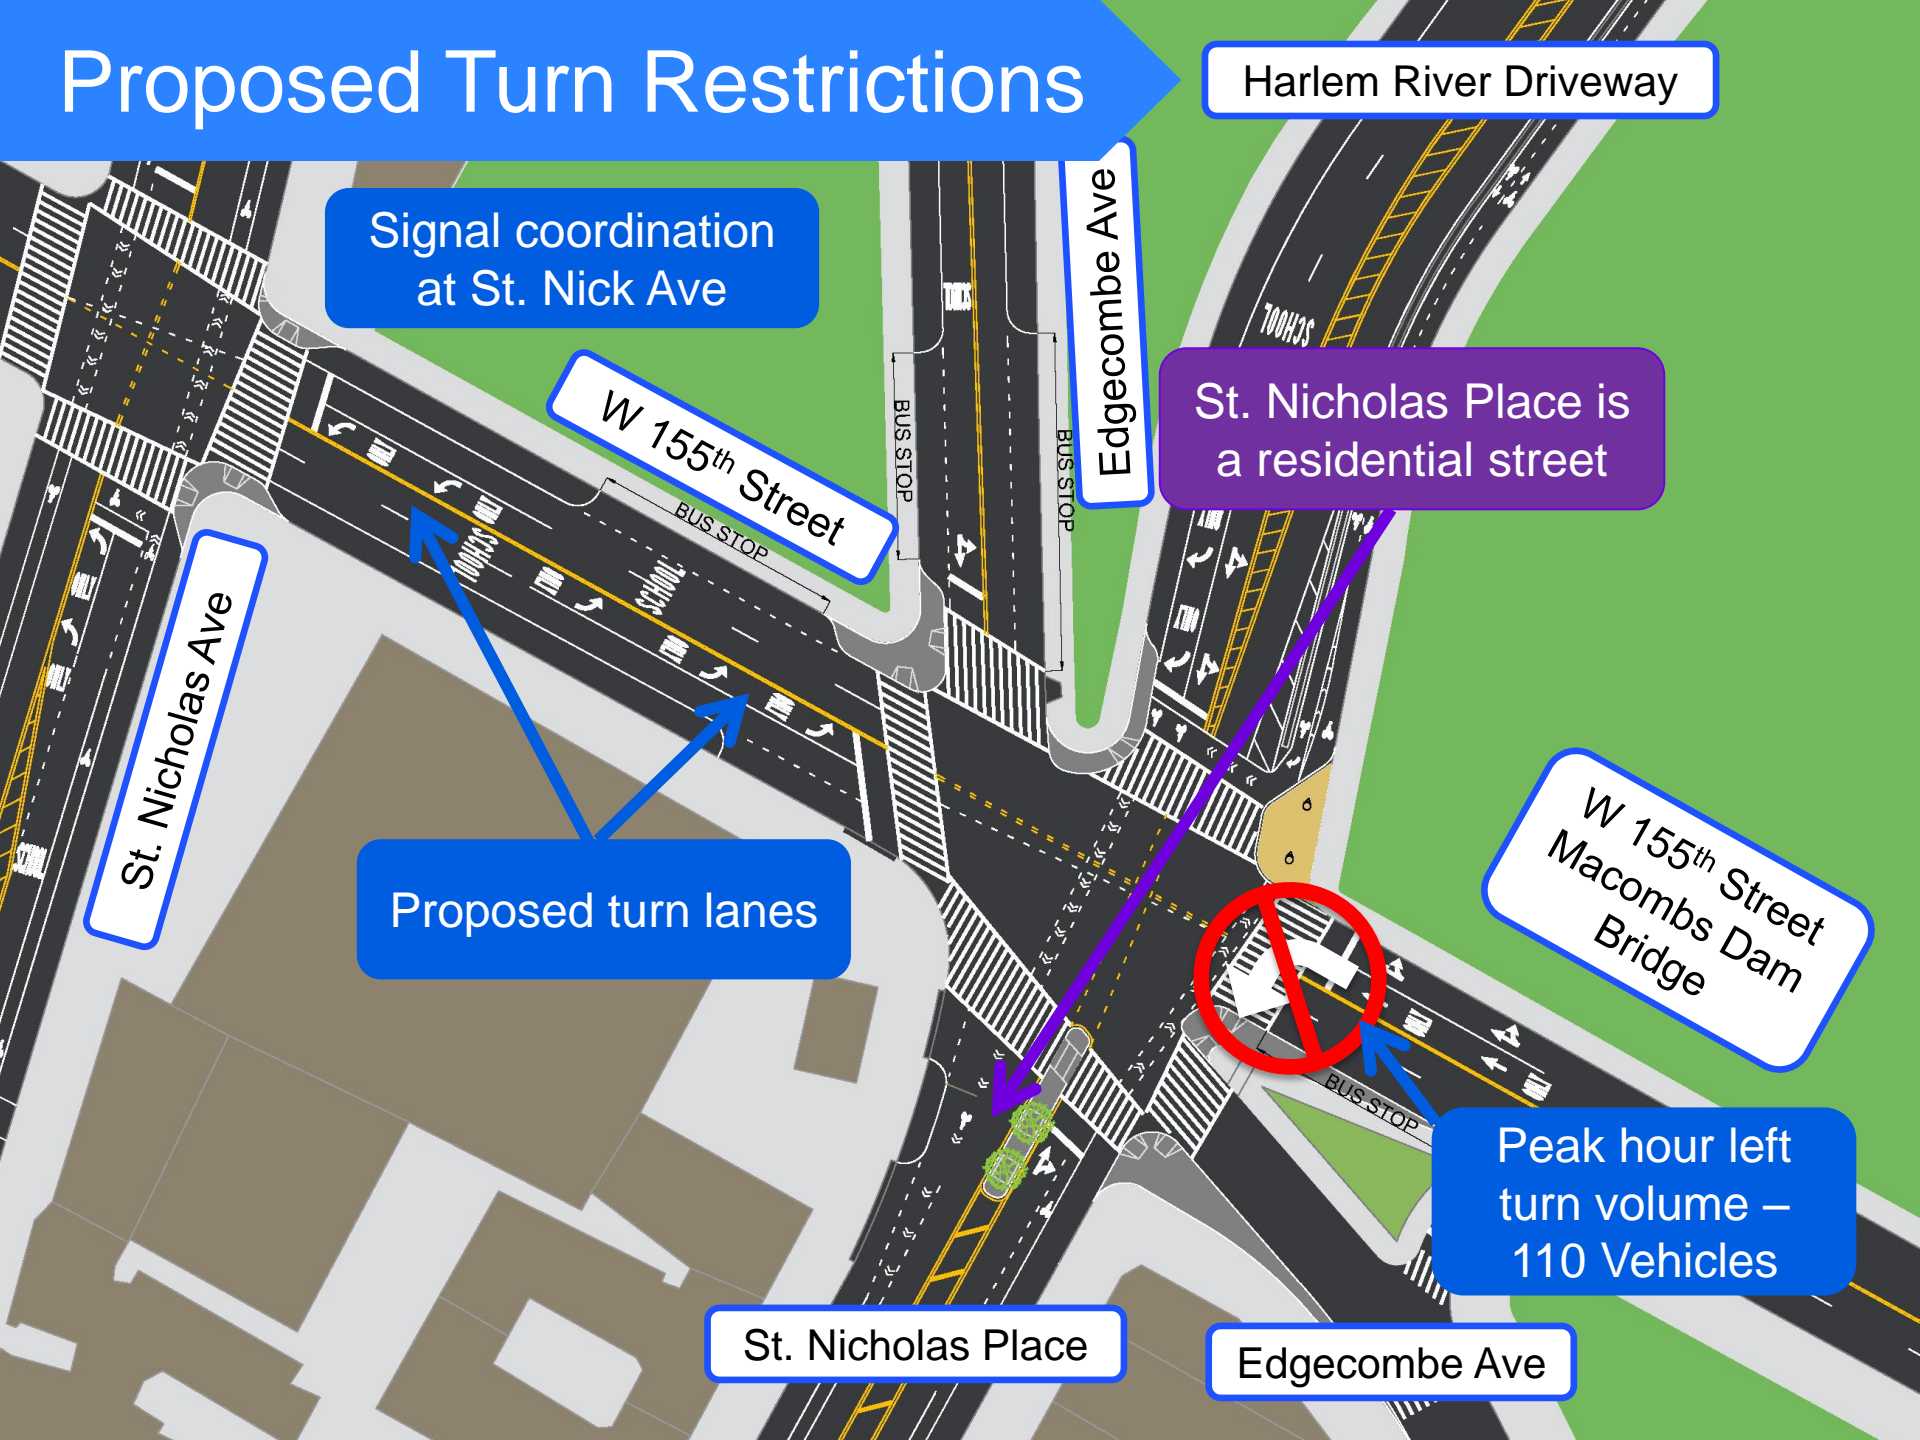 Proposed Turn Restrictions
Harlem River Driveway
Signal coordination
at St. Nick Ave
Edgecombe Ave
SCHOOL
W 155th Street
BUS STOP
BUS STOP
BUS STOP
St. Nicholas Place is
a residential street
SCHOOL
SCHOOL
St. Nicholas Ave
W 155th Street
Macombs Dam
Bridge
Proposed turn lanes
BUS STOP
Peak hour left
turn volume –
110 Vehicles
St. Nicholas Place
Edgecombe Ave